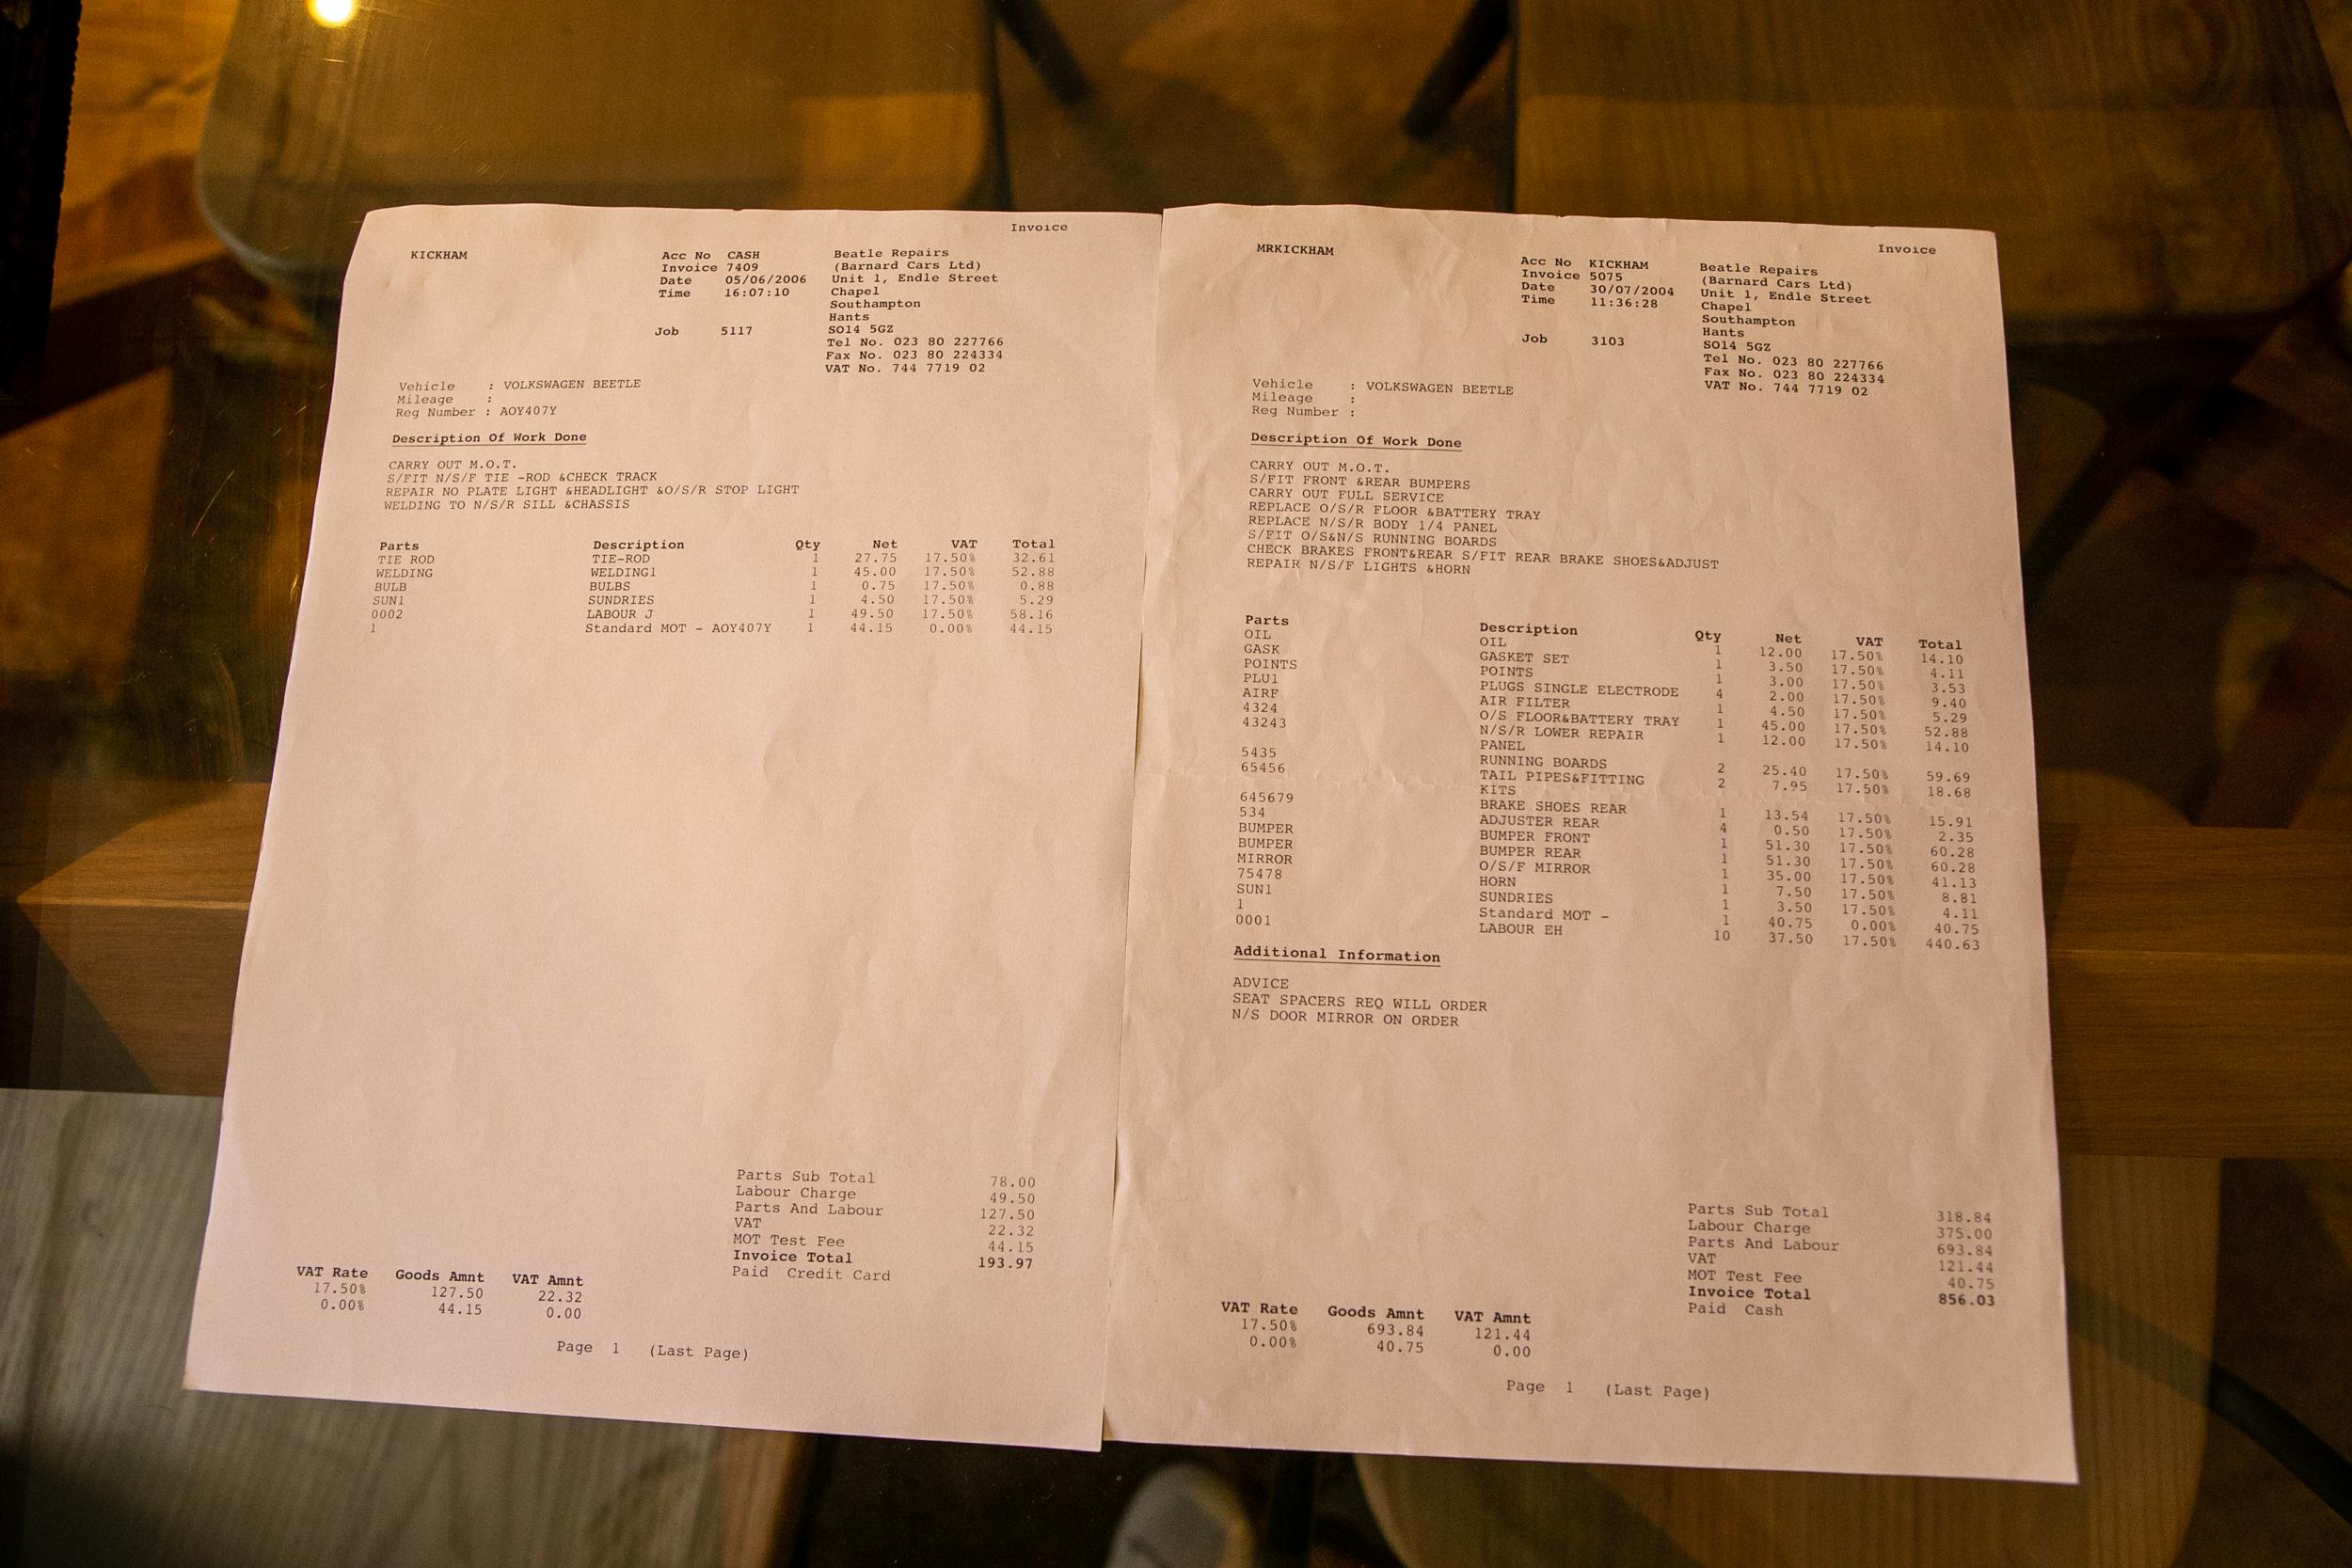 Invoice
KICKHAM
Acc No CASH
Invoice 7409
Date 05/06/2006
Time 16:07:10
Job 5117
Beatle Repairs
(Barnard Cars Ltd)
Unit 1, Endle Street
Chapel
Southampton
Hants
SO14 5GZ
Tel No. 023 80 227766
Fax No. 023 80 224334
VAT No. 744 7719 02
Vehicle : VOLKSWAGEN BEETLE
Mileage :
Reg Number : AOY407Y
Description Of Work Done
CARRY OUT M.O.T.
S/FIT N/S/F TIE -ROD &CHECK TRACK
REPAIR NO PLATE LIGHT &HEADLIGHT &O/S/R STOP LIGHT
WELDING TO N/S/R SILL &CHASSIS
Parts Description Qty Net VAT Total
TIE ROD TIE-ROD 1 27.75 17.50% 32.61
WELDING WELDING1 1 45.00 17.50% 52.88
BULB BULBS 1 0.75 17.50% 0.88
SUN1 SUNDRIES 1 4.50 17.50% 5.29
0002 LABOUR J 1 49.50 17.50% 58.16
1 Standard MOT - AOY407Y 1 44.15 0.00% 44.15
Parts Sub Total 78.00
Labour Charge 49.50
Parts And Labour 127.50
VAT 22.32
MOT Test Fee 44.15
Invoice Total 193.97
Paid Credit Card
VAT Rate Goods Amnt VAT Amnt
17.50% 127.50 22.32
0.00% 44.15 0.00
Page 1 (Last Page)
Invoice
MRKICKHAM
Acc No KICKHAM
Invoice 5075
Date 30/07/2004
Time 11:36:28
Job 3103
Beatle Repairs
(Barnard Cars Ltd)
Unit 1, Endle Street
Chapel
Southampton
Hants
SO14 5GZ
Tel No. 023 80 227766
Fax No. 023 80 224334
VAT No. 744 7719 02
Vehicle : VOLKSWAGEN BEETLE
Mileage :
Reg Number :
Description Of Work Done
CARRY OUT M.O.T.
S/FIT FRONT &REAR BUMPERS
CARRY OUT FULL SERVICE
REPLACE O/S/R FLOOR &BATTERY TRAY
REPLACE N/S/R BODY 1/4 PANEL
S/FIT O/S&N/S RUNNING BOARDS
CHECK BRAKES FRONT&REAR S/FIT REAR BRAKE SHOES&ADJUST
REPAIR N/S/F LIGHTS &HORN
Parts Description Qty Net VAT Total
OIL OIL 1 12.00 17.50% 14.10
GASK GASKET SET 1 3.50 17.50% 4.11
POINTS POINTS 1 3.00 17.50% 3.53
PLU1 PLUGS SINGLE ELECTRODE 4 2.00 17.50% 9.40
AIRF AIR FILTER 1 4.50 17.50% 5.29
4324 O/S FLOOR&BATTERY TRAY 1 45.00 17.50% 52.88
43243 N/S/R LOWER REPAIR 1 12.00 17.50% 14.10
PANEL
5435 RUNNING BOARDS 2 25.40 17.50% 59.69
65456 TAIL PIPES&FITTING 2 7.95 17.50% 18.68
KITS
645679 BRAKE SHOES REAR 1 13.54 17.50% 15.91
534 ADJUSTER REAR 4 0.50 17.50% 2.35
BUMPER BUMPER FRONT 1 51.30 17.50% 60.28
BUMPER BUMPER REAR 1 51.30 17.50% 60.28
MIRROR O/S/F MIRROR 1 35.00 17.50% 41.13
75478 HORN 1 7.50 17.50% 8.81
SUN1 SUNDRIES 1 3.50 17.50% 4.11
1 Standard MOT - 1 40.75 0.00% 40.75
0001 LABOUR EH 10 37.50 17.50% 440.63
Additional Information
ADVICE
SEAT SPACERS REQ WILL ORDER
N/S DOOR MIRROR ON ORDER
Parts Sub Total 318.84
Labour Charge 375.00
Parts And Labour 693.84
VAT 121.44
MOT Test Fee 40.75
Invoice Total 856.03
Paid Cash
VAT Rate Goods Amnt VAT Amnt
17.50% 693.84 121.44
0.00% 40.75 0.00
Page 1 (Last Page)